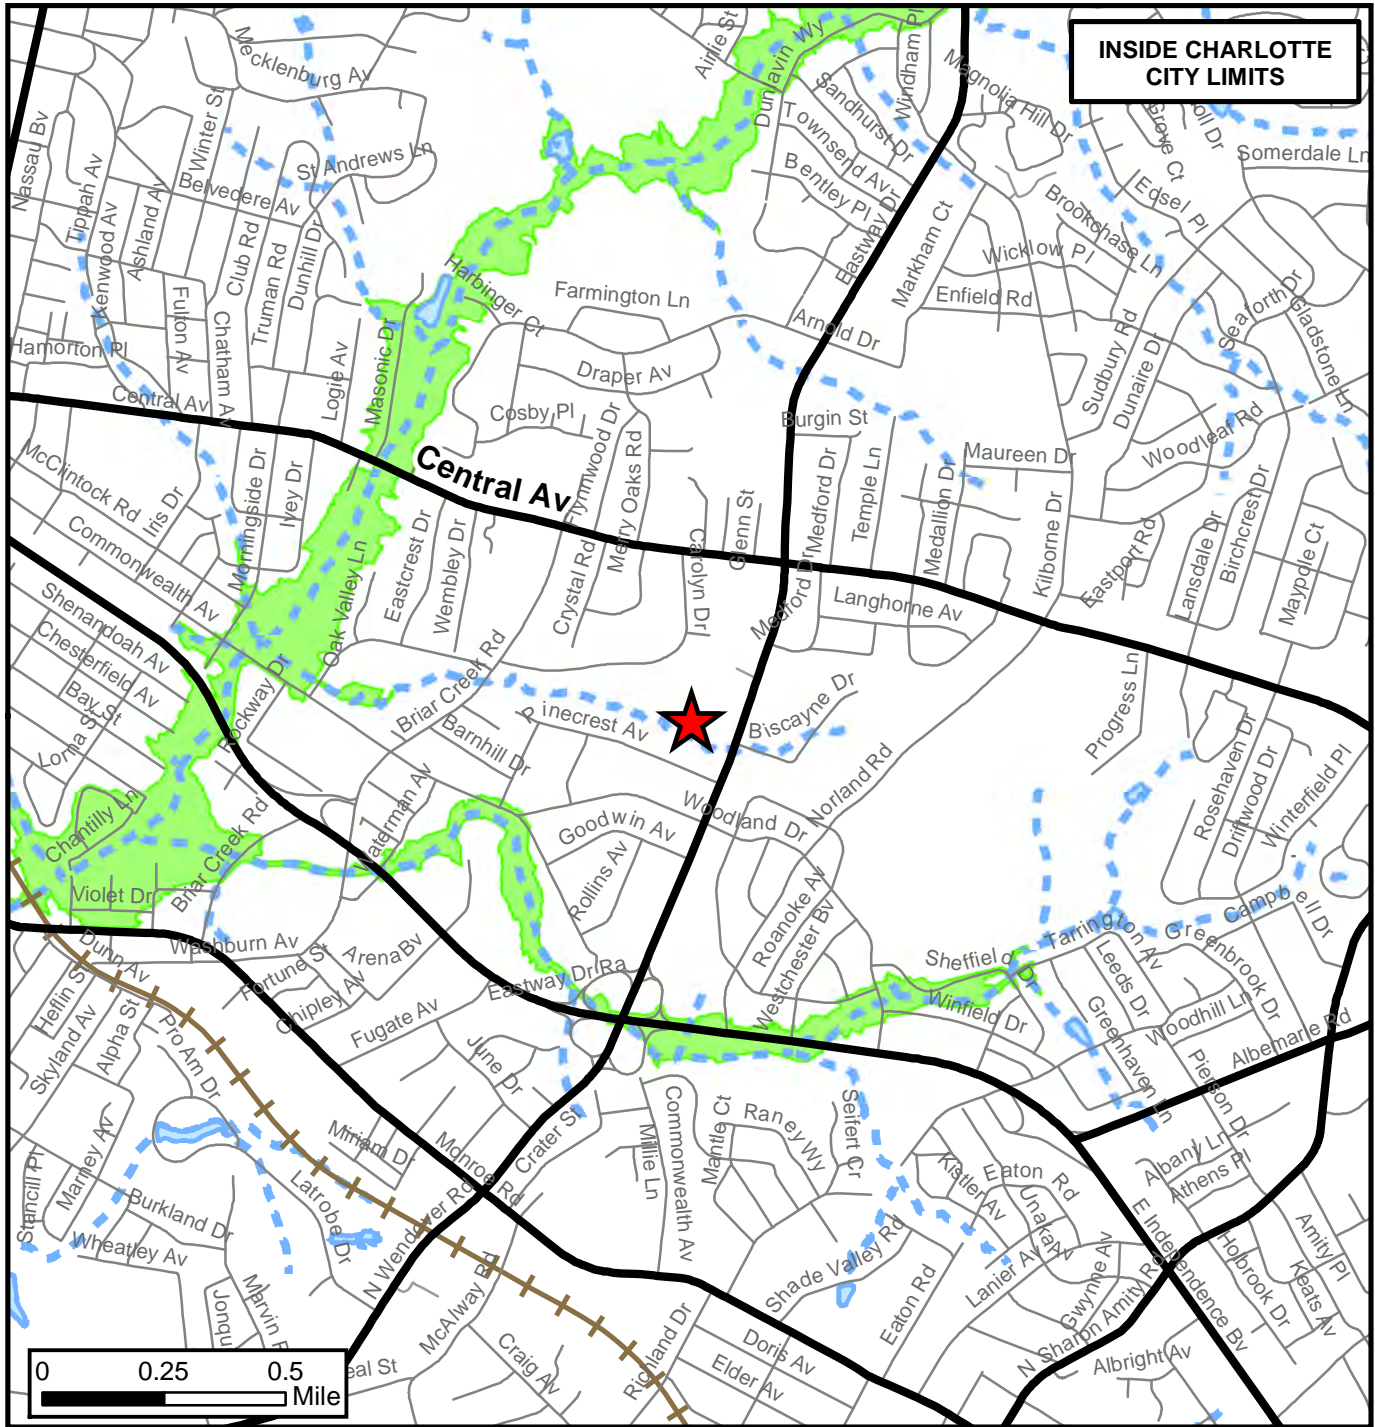 INSIDE CHARLOTTE
CITY LIMITS
Mecklenburg Av
Airlie St
Dunlavin Wy
Windham Pl
Magnolia Hill Dr
Sandhurst Dr
Townsend Av
Bentley Pl
Grove Ct
Somerdale Ln
Edsel Pl
Brookchase Ln
Nassau Bv
Winter St
St Andrews Ln
Belvedere Av
Tippah Av
Kenwood Av
Ashland Av
Club Rd
Truman Rd
Dunhill Dr
Eastway Dr
Markham Ct
Wicklow Pl
Enfield Rd
Seaforth Dr
Gladstone Ln
Harbinger Ct
Farmington Ln
Arnold Dr
Fulton Av
Chatham Av
Hamorton Pl
Logie Av
Masonic Dr
Draper Av
Sudbury Rd
Dunaire Dr
Central Av
Cosby Pl
Flynnwood Dr
Merry Oaks Rd
Burgin St
Woodleaf Rd
Maureen Dr
McClintock Rd
Iris Dr
Morningside Dr
Ivey Dr
Central Av
Glenn St
Carolyn Dr
Medford Dr
Temple Ln
Medallion Dr
Kilborne Dr
Eastport Rd
Lansdale Dr
Birchcrest Dr
Maypole Ct
Commonwealth Av
Oak Valley Ln
Eastcrest Dr
Wembley Dr
Crystal Rd
Medford Dr
Langhorne Av
Shenandoah Av
Chesterfield Av
Bay St
Lorna St
Rockway Dr
Briar Creek Rd
Barnhill Dr
Pinecrest Av
Biscayne Dr
Progress Ln
Norland Rd
Rosehaven Dr
Driftwood Dr
Winterfield Pl
Chantilly Ln
Waterman Av
Briar Creek Rd
Goodwin Av
Woodland Dr
Violet Dr
Rollins Av
Roanoke Av
Westchester Bv
Washburn Av
Dunn Av
Fortune St
Arena Bv
Chipley Av
Eastway Dr Ra
Sheffield Dr
Tarrington Av
Greenbrook Dr
Campbell Dr
Leeds Dr
Heflin St
Skyland Av
Alpha St
Pro Am Dr
Fugate Av
June Dr
Winfield Dr
Greenhaven Ln
Woodhill Ln
Albemarle Rd
Pierson Dr
Miriam Dr
Monroe Rd
Crater St
Millie Ln
Commonwealth Av
Mantle Ct
Raney Wy
Seifert Cr
Kistler Av
Eaton Rd
Unaka Av
Albany Ln
Athens Pl
Stancill Pl
Marney Av
Burkland Dr
Wheatley Av
Latrobe Dr
N Wendover Rd
McAlway Rd
Shade Valley Rd
Eaton Rd
Lanier Av
Gwynne Av
N Sharon Amity Rd
E Independence Bv
Holbrook Dr
Amity Pl
Keats Av
Marvin R
Jonqu
eal St
Craig Av
Richland Dr
Doris Av
Elder Av
Albright Av
0 0.25 0.5
Mile